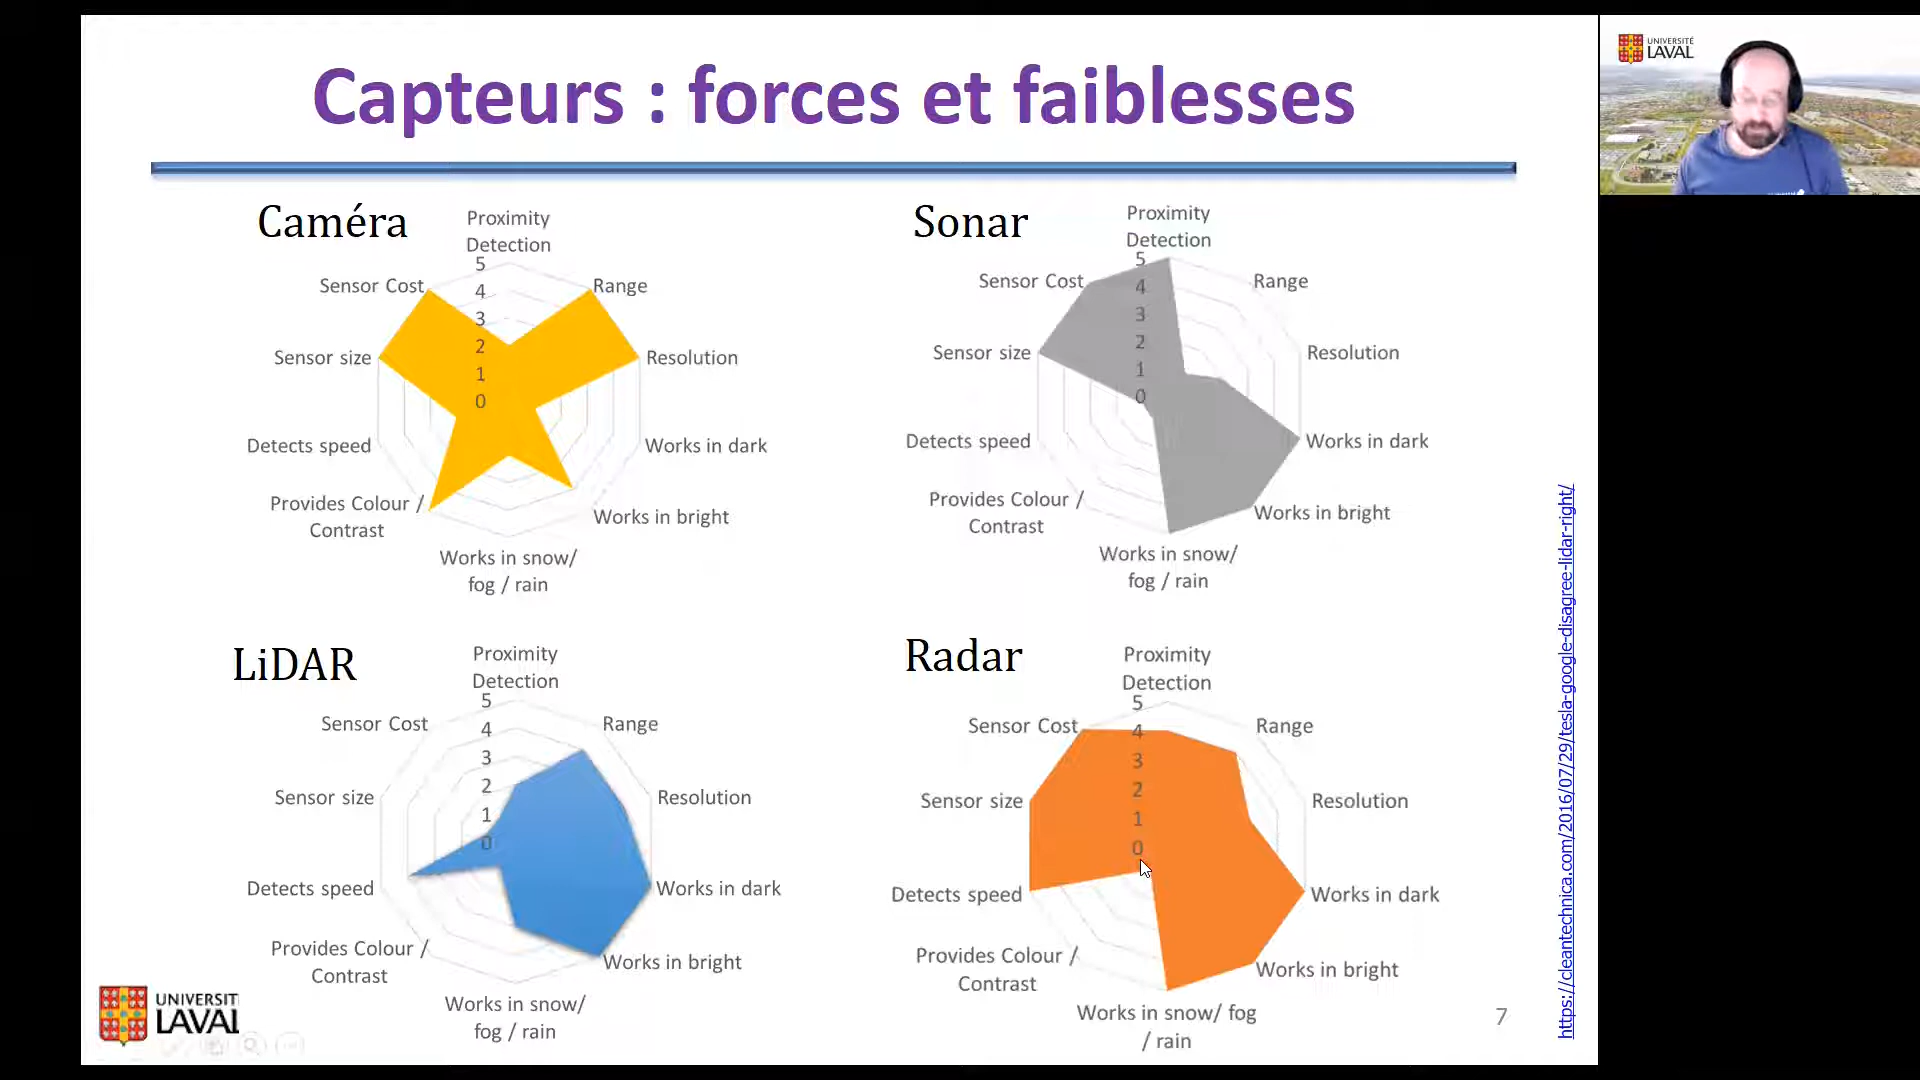 Capteurs : forces et faiblesses
UNIVERSITÉ
LAVAL
Caméra
Proximity
Detection
5
4
3
2
1
0
Range
Resolution
Works in dark
Works in bright
Works in snow/
fog / rain
Provides Colour /
Contrast
Detects speed
Sensor size
Sensor Cost
Sonar
Proximity
Detection
5
4
3
2
1
0
Range
Resolution
Works in dark
Works in bright
Works in snow/
fog / rain
Provides Colour /
Contrast
Detects speed
Sensor size
Sensor Cost
LiDAR
Proximity
Detection
5
4
3
2
1
0
Range
Resolution
Works in dark
Works in bright
Works in snow/
fog / rain
Provides Colour /
Contrast
Detects speed
Sensor size
Sensor Cost
Radar
Proximity
Detection
5
4
3
2
1
0
Range
Resolution
Works in dark
Works in bright
Works in snow/ fog
/ rain
Provides Colour /
Contrast
Detects speed
Sensor size
Sensor Cost
https://cleantechnica.com/2016/07/29/tesla-google-disagree-lidar-right/
UNIVERSIT
LAVAL
7